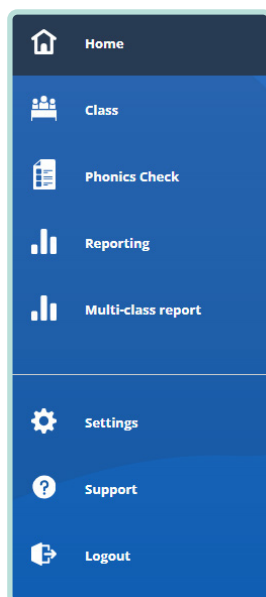 Home
Class
Phonics Check
Reporting
Multi-class report
Settings
Support
Logout